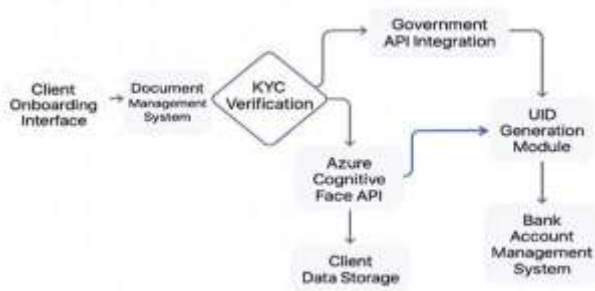 Government
API Integration
Client
Onboarding
Interface
Document
Management
System
KYC
Verification
UID
Generation
Module
Azure
Cognitive
Face API
Bank
Account
Management
System
Client
Data Storage